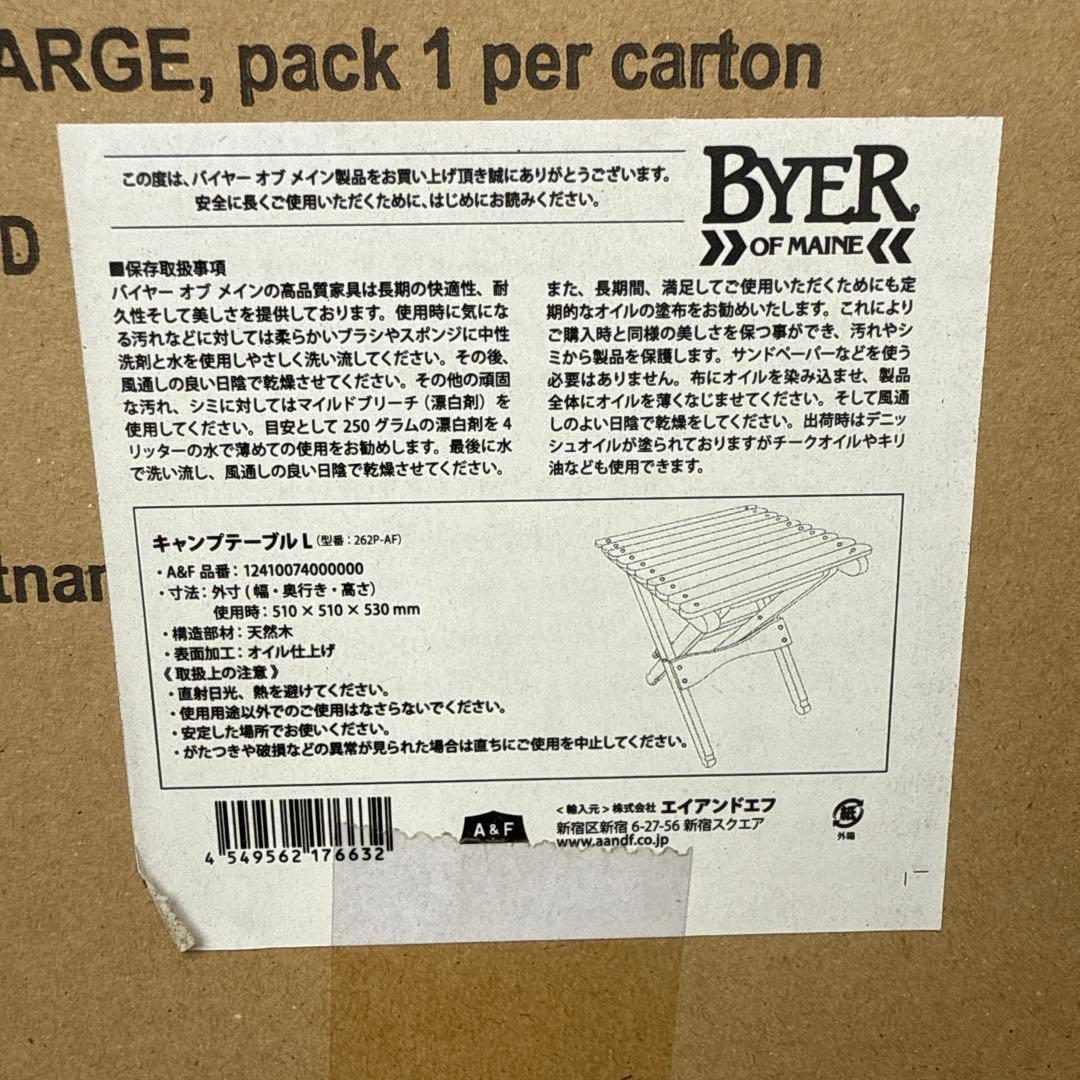 ARGE, pack 1 per carton
この度は、バイヤー オブ メイン製品をお買い上げ頂き誠にありがとうございます。
安全に長くご使用いただくために、はじめにお読みください。
BYER
OF MAINE
D
■保存取扱事項
バイヤー オブ メインの高品質家具は長期の快適性、耐
久性そして美しさを提供しております。使用時に気にな
る汚れなどに対しては柔らかいブラシやスポンジに中性
洗剤と水を使用しやさしく洗い流してください。その後、
風通しの良い日陰で乾燥させてください。その他の頑固
な汚れ、シミに対してはマイルドブリーチ（漂白剤）を
使用してください。目安として 250 グラムの漂白剤を 4
リッターの水で薄めての使用をお勧めします。最後に水
で洗い流し、風通しの良い日陰で乾燥させてください。
また、長期間、満足してご使用いただくためにも定
期的なオイルの塗布をお勧めいたします。これにより
ご購入時と同様の美しさを保つ事ができ、汚れやシ
ミから製品を保護します。サンドペーパーなどを使う
必要はありません。布にオイルを染み込ませ、製品
全体にオイルを薄くなじませてください。そして風通
しのよい日陰で乾燥をしてください。出荷時はデニッ
シュオイルが塗られておりますがチークオイルやキリ
油なども使用できます。
tnam
キャンプテーブル L（型番：262P-AF）
・A&F 品番：12410074000000
・寸法：外寸 ( 幅・奥行き・高さ)
使用時：510 × 510 × 530 mm
・構造部材：天然木
・表面加工：オイル仕上げ
《 取扱上の注意 》
・直射日光、熱を避けてください。
・使用用途以外でのご使用はなさらないでください。
・安定した場所でお使いください。
・がたつきや破損などの異常が見られた場合は直ちにご使用を中止してください。
4 549562 176632
A & F
＜輸入元＞株式会社 エイアンドエフ
新宿区新宿 6-27-56 新宿スクエア
www.aandf.co.jp
紙
外箱